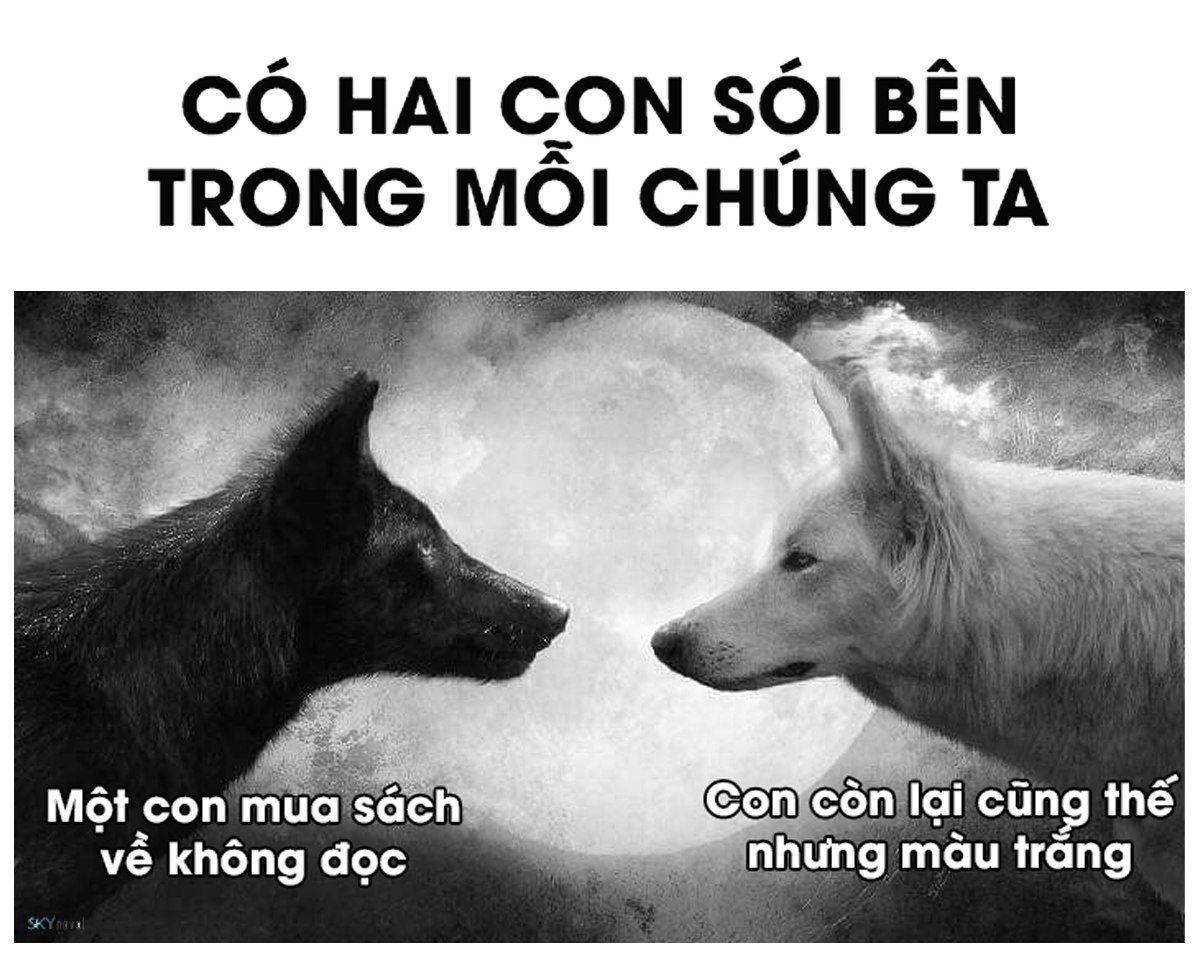 CÓ HAI CON SÓI BÊN
TRONG MỖI CHÚNG TA
Một con mua sách
về không đọc
Con còn lại cũng thế
nhưng màu trắng
SKY